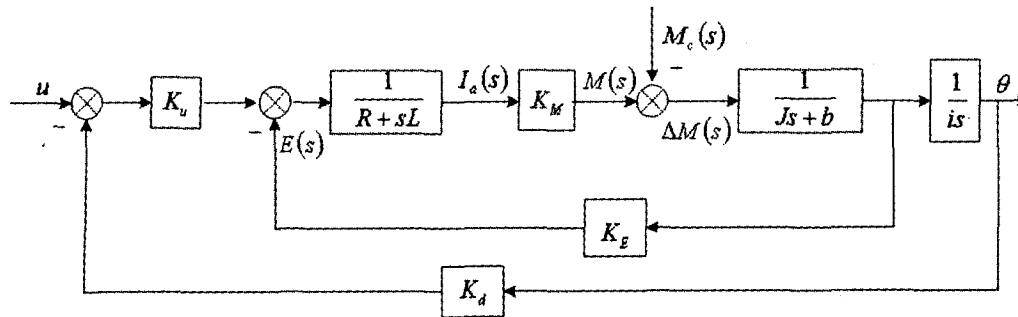 M_c(s)
−
u
−
K_u
−
E(s)
1
R + sL
I_a(s)
K_M
M(s)
ΔM(s)
1
Js + b
1
is
θ
K_E
K_d